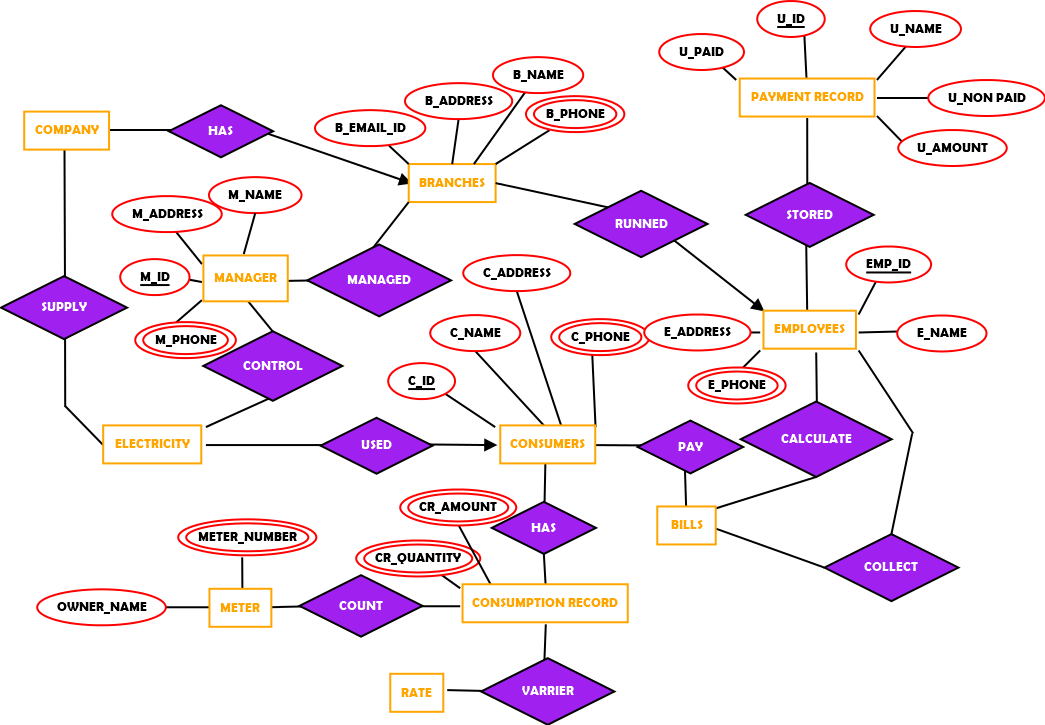 U_ID
U_NAME
U_PAID
B_NAME
PAYMENT RECORD
U_NON PAID
B_ADDRESS
B_PHONE
B_EMAIL_ID
COMPANY
HAS
U_AMOUNT
BRANCHES
M_NAME
M_ADDRESS
STORED
RUNNED
EMP_ID
C_ADDRESS
M_ID
MANAGER
MANAGED
SUPPLY
EMPLOYEES
C_NAME
C_PHONE
E_ADDRESS
E_NAME
M_PHONE
CONTROL
C_ID
E_PHONE
CALCULATE
ELECTRICITY
USED
CONSUMERS
PAY
CR_AMOUNT
BILLS
HAS
METER_NUMBER
CR_QUANTITY
COLLECT
OWNER_NAME
METER
COUNT
CONSUMPTION RECORD
RATE
VARRIER